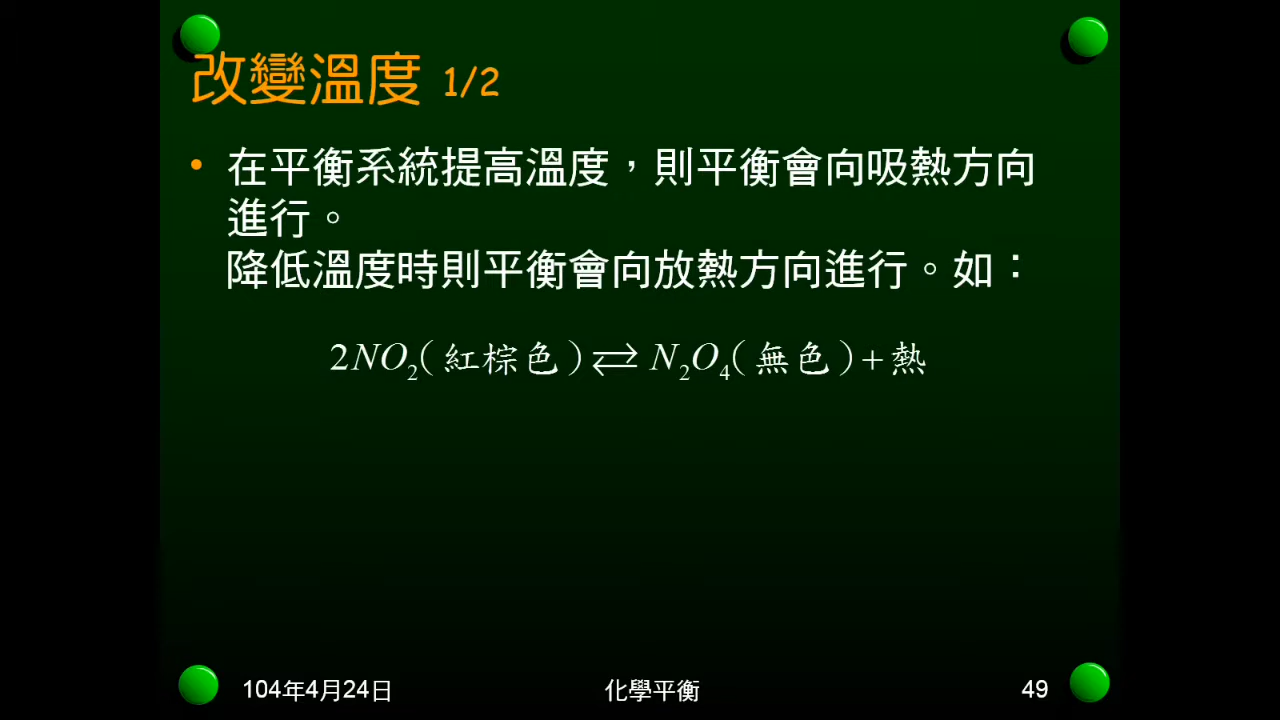 改變溫度 1/2
• 在平衡系統提高溫度，則平衡會向吸熱方向
進行。
降低溫度時則平衡會向放熱方向進行。如：
2NO₂(紅棕色)⇌N₂O₄(無色)+熱
104年4月24日 化學平衡 49